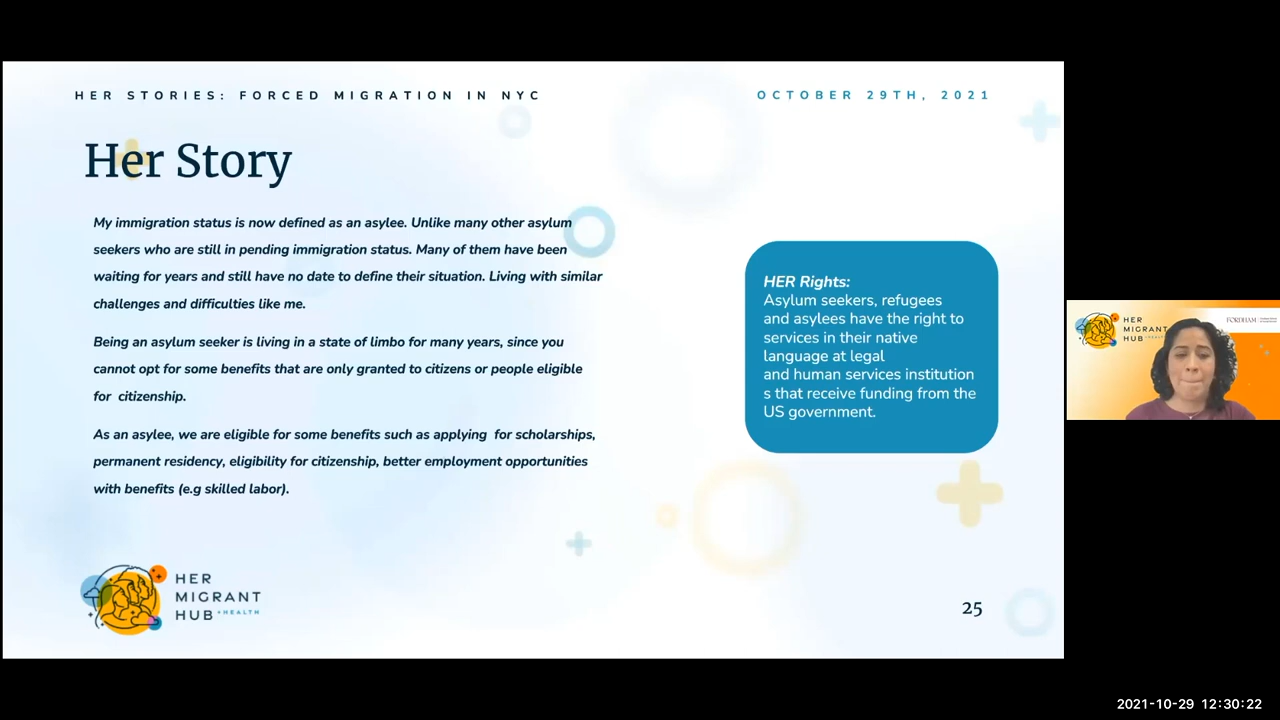 HER STORIES: FORCED MIGRATION IN NYC
OCTOBER 29TH, 2021
Her Story
My immigration status is now defined as an asylee. Unlike many other asylum
seekers who are still in pending immigration status. Many of them have been
waiting for years and still have no date to define their situation. Living with similar
challenges and difficulties like me.
Being an asylum seeker is living in a state of limbo for many years, since you
cannot opt for some benefits that are only granted to citizens or people eligible
for citizenship.
As an asylee, we are eligible for some benefits such as applying for scholarships,
permanent residency, eligibility for citizenship, better employment opportunities
with benefits (e.g skilled labor).
HER Rights:
Asylum seekers, refugees
and asylees have the right to
services in their native
language at legal
and human services institution
s that receive funding from the
US government.
HER
MIGRANT
HUB +HEALTH
25
HER
MIGRANT
HUB
FORDHAM
2021-10-29 12:30:22